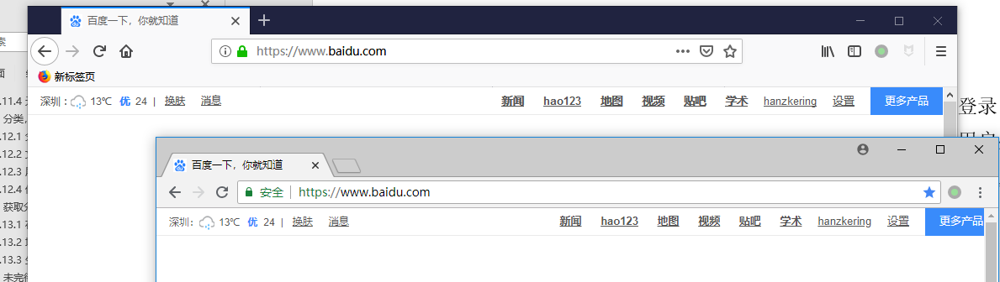 百度一下，你就知道
https://www.baidu.com
新标签页
深圳：13℃ 优 24 | 换肤 消息 新闻 hao123 地图 视频 贴吧 学术 hanzkering 设置 更多产品
登录
百度一下，你就知道
安全 | https://www.baidu.com
深圳：13℃ 优 24 | 换肤 消息 新闻 hao123 地图 视频 贴吧 学术 hanzkering 设置 更多产品
索
面
.11.4
分类，
.12.1
.12.2
.12.3
.12.4
获取分
.13.1
.13.2
.13.3
未完待